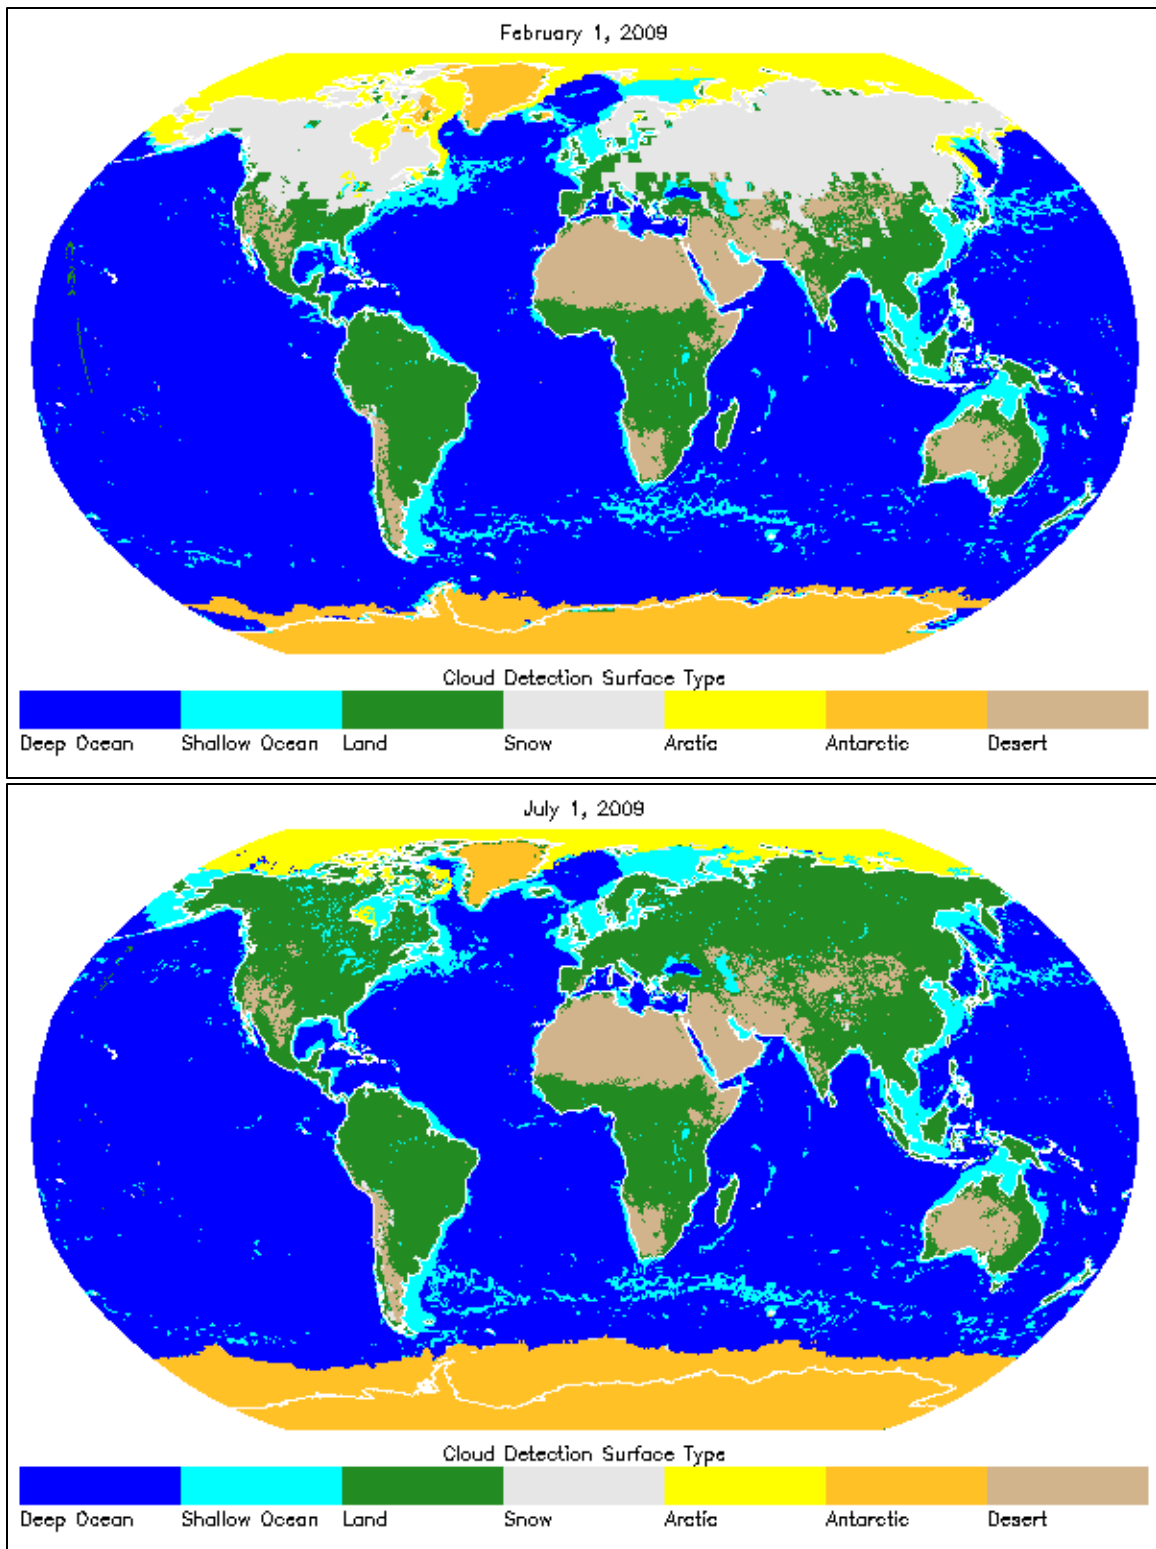 February 1, 2009
Cloud Detection Surface Type
Deep Ocean Shallow Ocean Land Snow Arctic Antarctic Desert
July 1, 2009
Cloud Detection Surface Type
Deep Ocean Shallow Ocean Land Snow Arctic Antarctic Desert